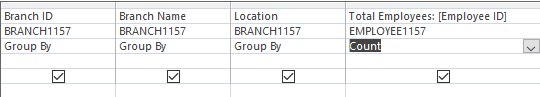 Branch ID Branch Name Location Total Employees: [Employee ID]
BRANCH1157 BRANCH1157 BRANCH1157 EMPLOYEE1157
Group By Group By Group By Count